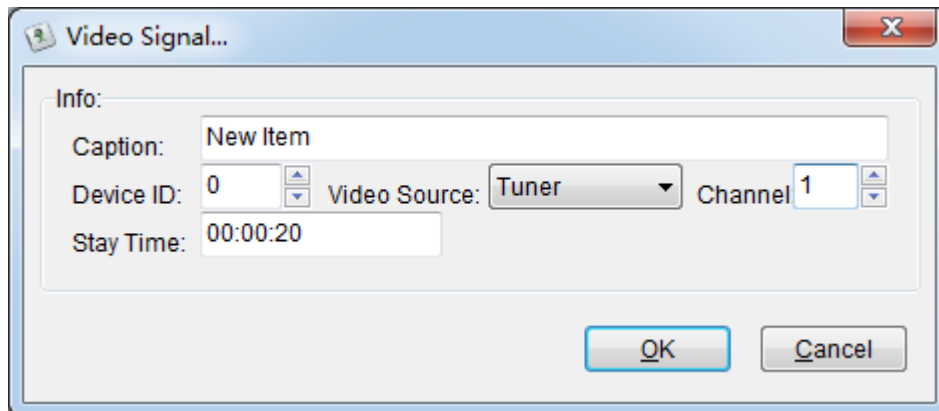 Video Signal...
Info:
Caption: New Item
Device ID: 0 Video Source: Tuner Channel 1
Stay Time: 00:00:20
OK Cancel